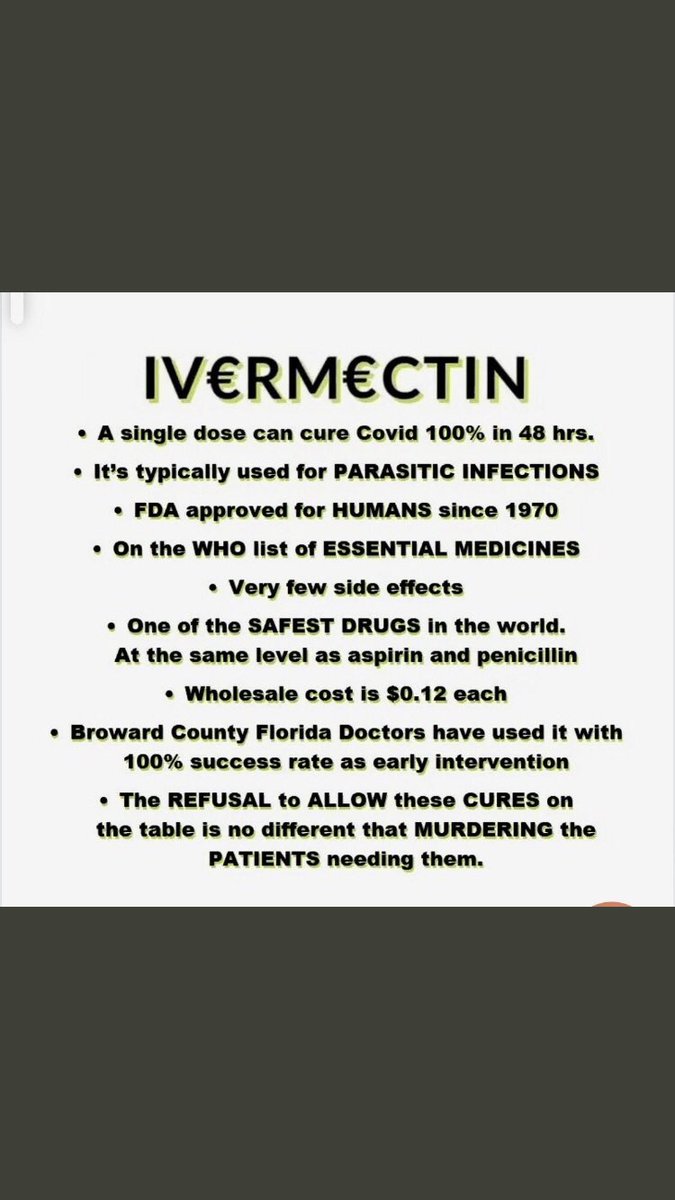 IV€RM€CTIN
• A single dose can cure Covid 100% in 48 hrs.
• It's typically used for PARASITIC INFECTIONS
• FDA approved for HUMANS since 1970
• On the WHO list of ESSENTIAL MEDICINES
• Very few side effects
• One of the SAFEST DRUGS in the world.
At the same level as aspirin and penicillin
• Wholesale cost is $0.12 each
• Broward County Florida Doctors have used it with
100% success rate as early intervention
• The REFUSAL to ALLOW these CURES on
the table is no different that MURDERING the
PATIENTS needing them.